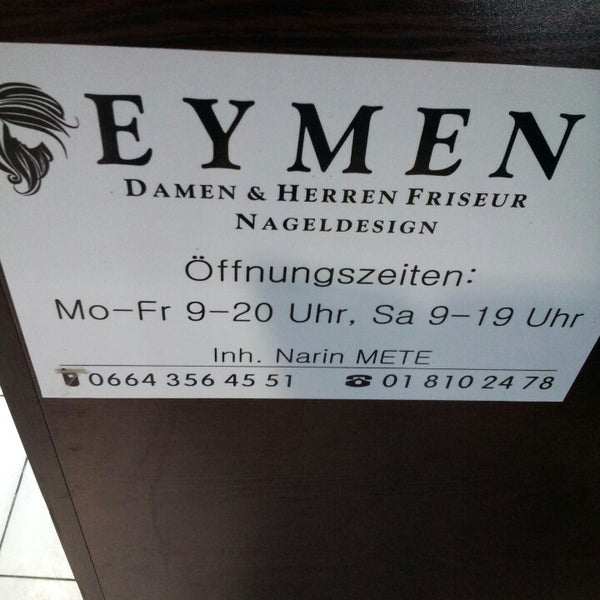 EYMEN
DAMEN & HERREN FRISEUR
NAGELDESIGN
Öffnungszeiten:
Mo-Fr 9-20 Uhr, Sa 9-19 Uhr
Inh. Narin METE
0664 356 45 51 01 810 24 78